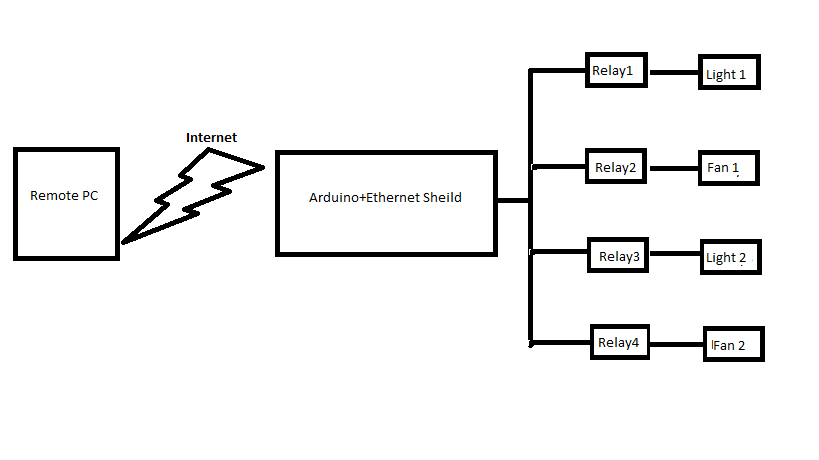 Internet
Remote PC
Arduino+Ethernet Sheild
Relay1
Light 1
Relay2
Fan 1
Relay3
Light 2
Relay4
Fan 2